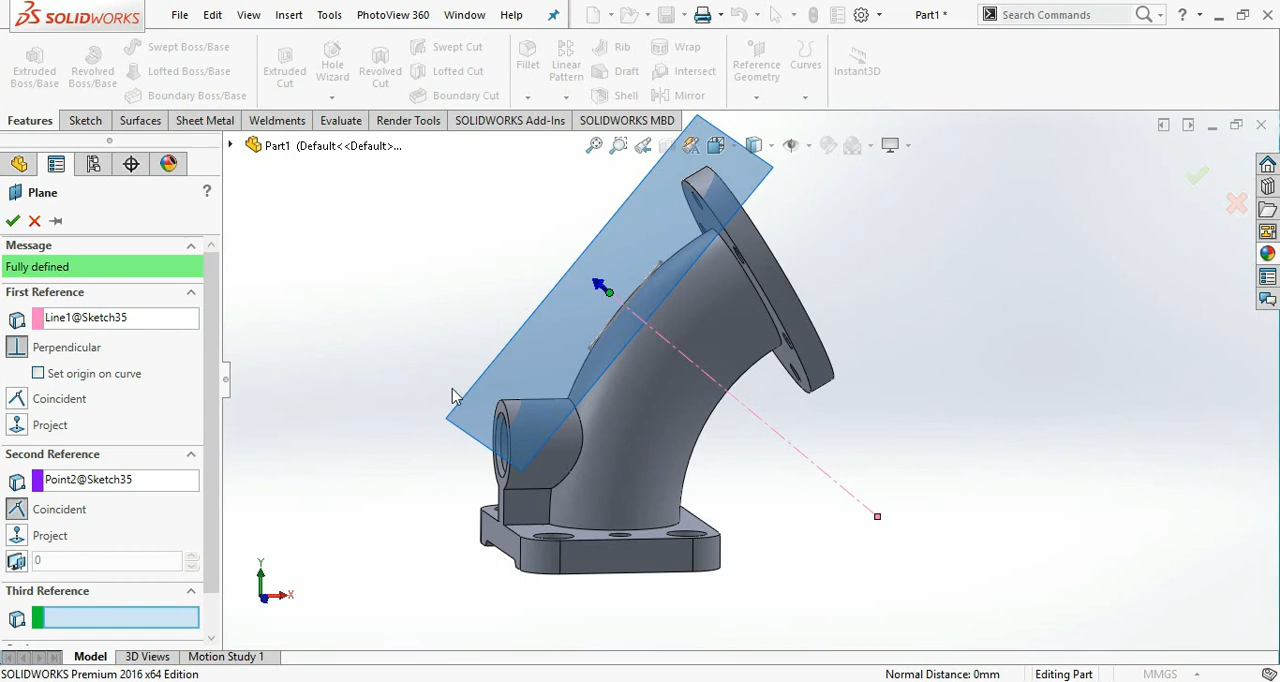 SOLIDWORKS File Edit View Insert Tools PhotoView 360 Window Help Part1 * Search Commands ?
Extruded Boss/Base
Revolved Boss/Base
Swept Boss/Base
Lofted Boss/Base
Boundary Boss/Base
Extruded Cut
Hole Wizard
Revolved Cut
Swept Cut
Lofted Cut
Boundary Cut
Fillet
Linear Pattern
Rib
Draft
Shell
Wrap
Intersect
Mirror
Reference Geometry
Curves
Instant3D
Features Sketch Surfaces Sheet Metal Weldments Evaluate Render Tools SOLIDWORKS Add-Ins SOLIDWORKS MBD
Part1 (Default<<Default>...
Plane ?
Message
Fully defined
First Reference
Line1@Sketch35
Perpendicular
Set origin on curve
Coincident
Project
Second Reference
Point2@Sketch35
Coincident
Project
0
Third Reference
Y
X
Model 3D Views Motion Study 1
SOLIDWORKS Premium 2016 x64 Edition Normal Distance: 0mm Editing Part MMGS